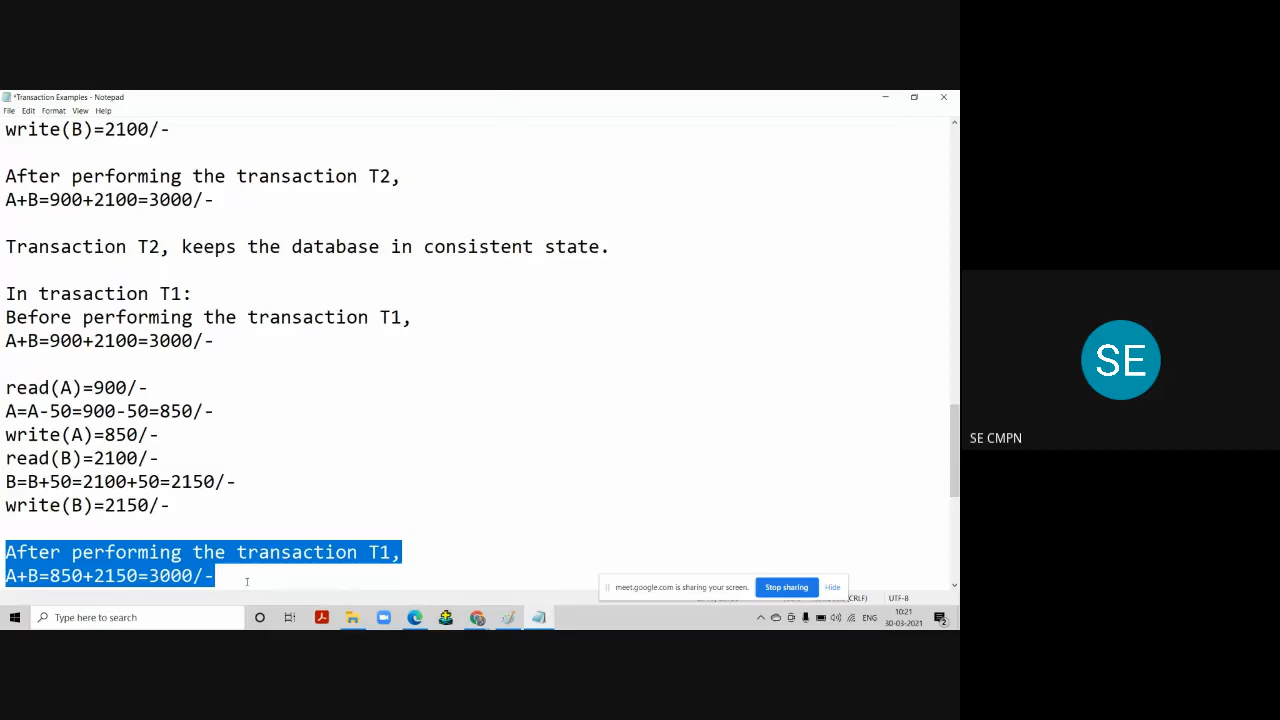 *Transaction Examples - Notepad
File Edit Format View Help
write(B)=2100/-
After performing the transaction T2,
A+B=900+2100=3000/-
Transaction T2, keeps the database in consistent state.
In trasaction T1:
Before performing the transaction T1,
A+B=900+2100=3000/-
read(A)=900/-
A=A-50=900-50=850/-
write(A)=850/-
read(B)=2100/-
B=B+50=2100+50=2150/-
write(B)=2150/-
After performing the transaction T1,
A+B=850+2150=3000/-
meet.google.com is sharing your screen. Stop sharing Hide
(CRLF) UTF-8
Type here to search
ENG
10:21
30-03-2021
2
SE
SE CMPN